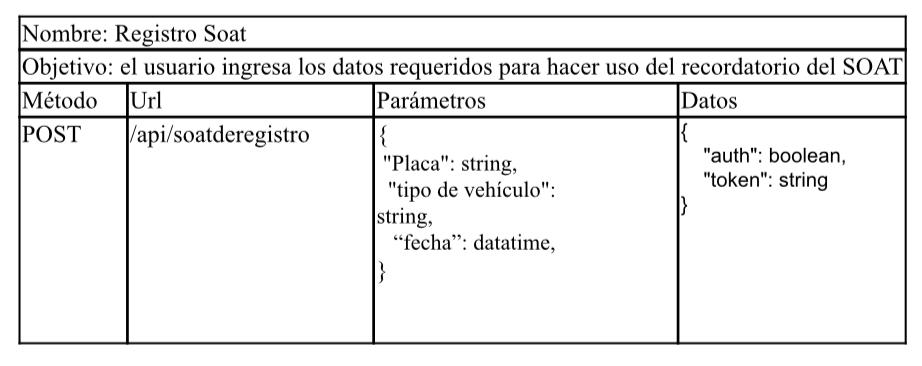 Nombre: Registro Soat
Objetivo: el usuario ingresa los datos requeridos para hacer uso del recordatorio del SOAT
Método Url Parámetros Datos
POST
/api/soatderegistro
{
"Placa": string,
"tipo de vehículo":
string,
“fecha”: datatime,
}
{
"auth": boolean,
"token": string
}